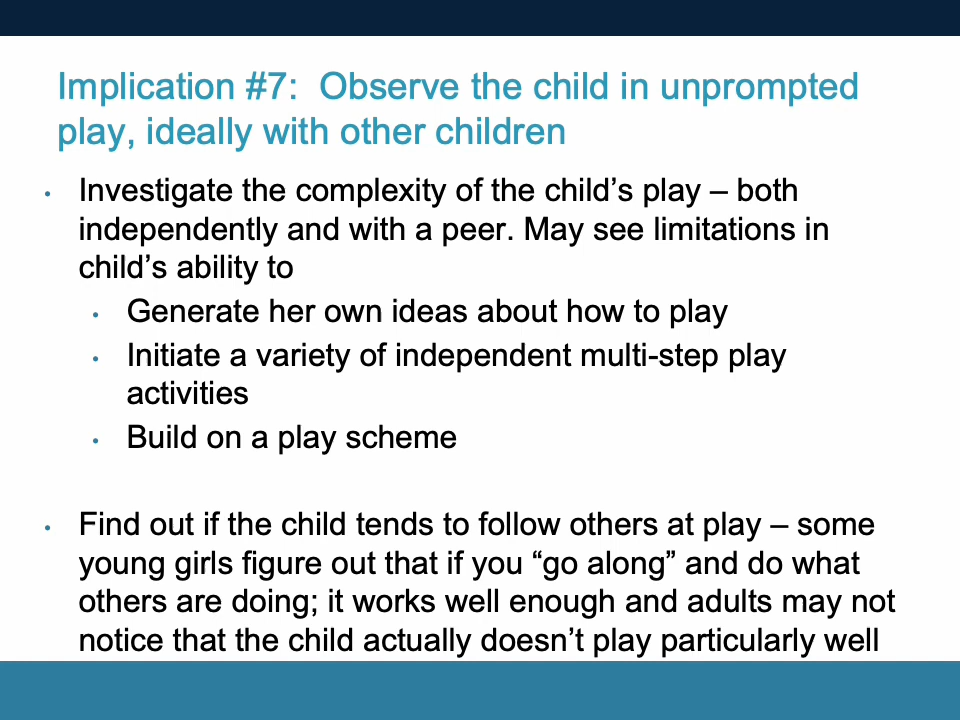 Implication #7:  Observe the child in unprompted
play, ideally with other children
• Investigate the complexity of the child’s play – both
independently and with a peer. May see limitations in
child’s ability to
• Generate her own ideas about how to play
• Initiate a variety of independent multi-step play
activities
• Build on a play scheme
• Find out if the child tends to follow others at play – some
young girls figure out that if you “go along” and do what
others are doing; it works well enough and adults may not
notice that the child actually doesn’t play particularly well